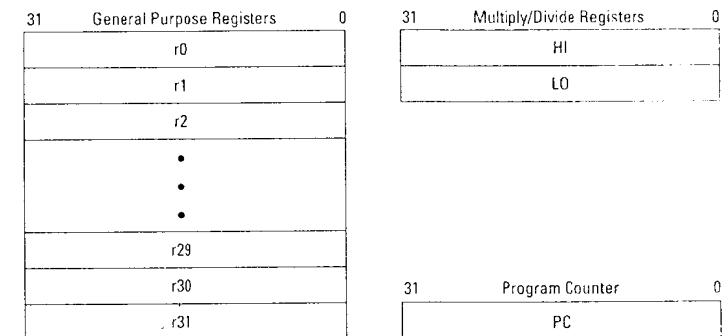 31 General Purpose Registers 0
r0
r1
r2
r29
r30
r31
31 Multiply/Divide Registers 0
HI
LO
31 Program Counter 0
PC